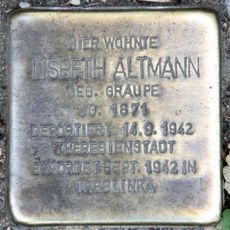 HIER WOHNTE
LISBETH ALTMANN
GEB. GRAUPE
JG. 1871
DEPORTIERT 14.9.1942
THERESIENSTADT
ERMORDET SEPT. 1942 IN
TREBLINKA